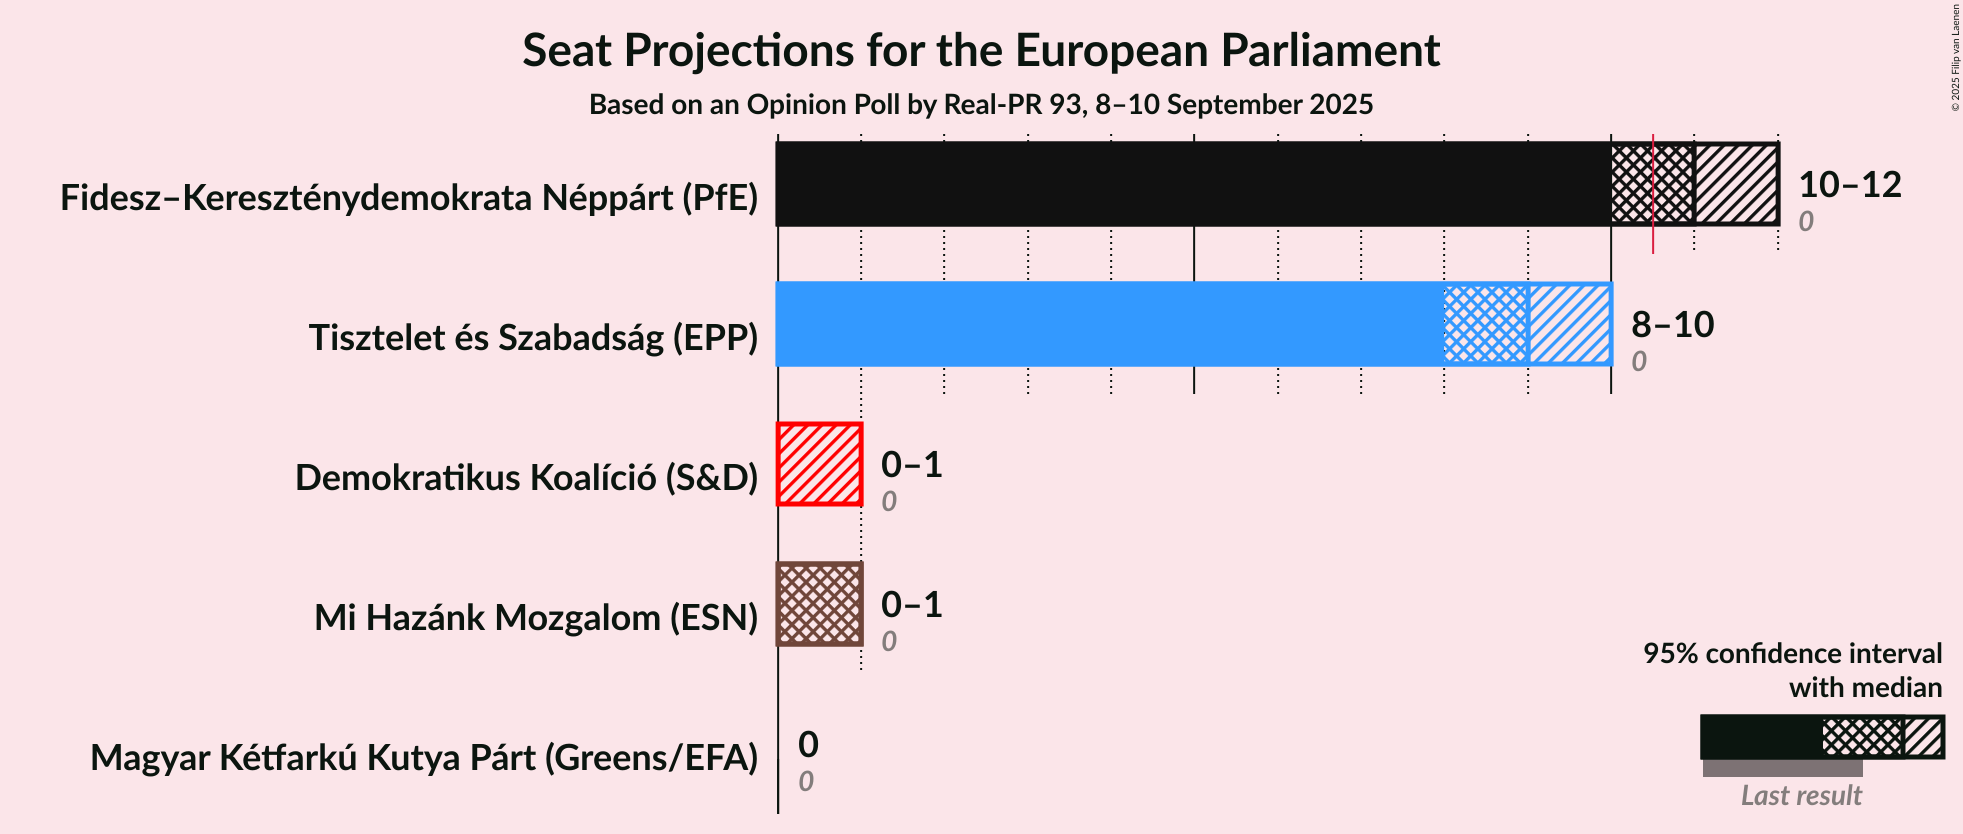 Seat Projections for the European Parliament
Based on an Opinion Poll by Real-PR 93, 8–10 September 2025
© 2025 Filip van Laenen
Fidesz–Kereszténydemokrata Néppárt (PfE)
10–12
0
Tisztelet és Szabadság (EPP)
8–10
0
Demokratikus Koalíció (S&D)
0–1
0
Mi Hazánk Mozgalom (ESN)
0–1
0
Magyar Kétfarkú Kutya Párt (Greens/EFA)
0
0
95% confidence interval
with median
Last result